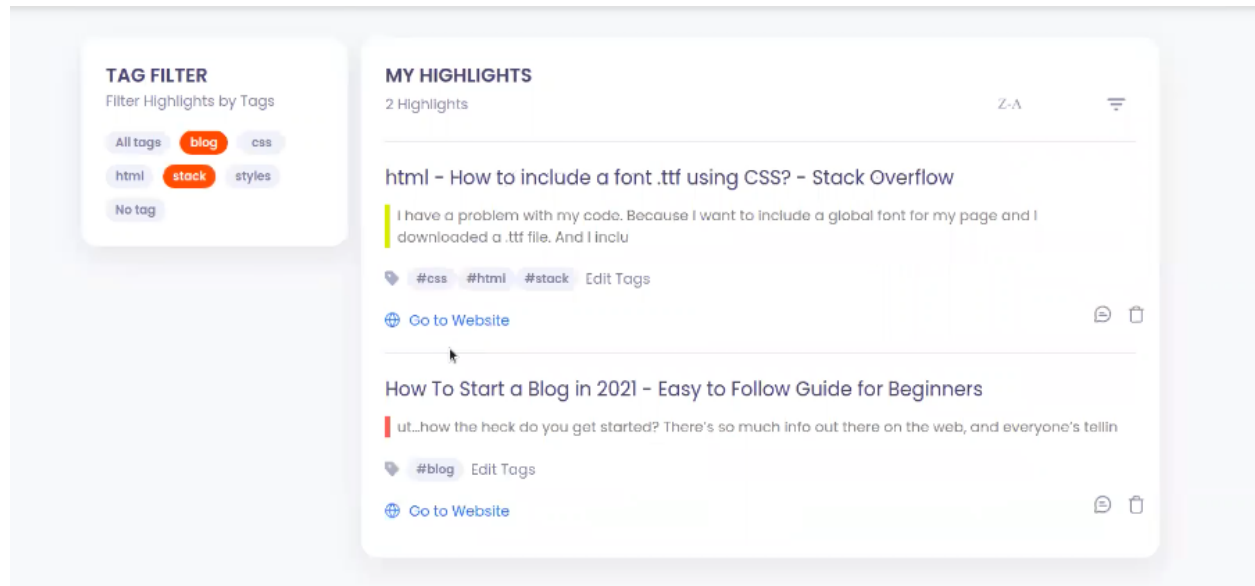 TAG FILTER
Filter Highlights by Tags
All tags blog css
html stack styles
No tag
MY HIGHLIGHTS
2 Highlights
Z-A
html - How to include a font .ttf using CSS? - Stack Overflow
I have a problem with my code. Because I want to include a global font for my page and I
downloaded a .ttf file. And I inclu
#css #html #stack Edit Tags
Go to Website
How To Start a Blog in 2021 - Easy to Follow Guide for Beginners
ut...how the heck do you get started? There's so much info out there on the web, and everyone's tellin
#blog Edit Tags
Go to Website